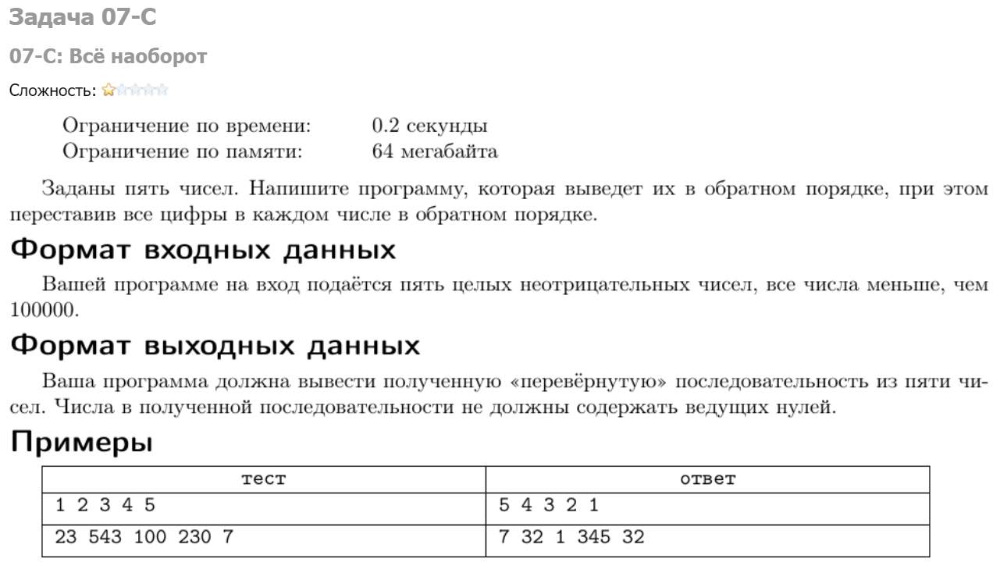 Задача 07-C
07-C: Всё наоборот
Сложность:
Ограничение по времени: 0.2 секунды
Ограничение по памяти: 64 мегабайта
Заданы пять чисел. Напишите программу, которая выведет их в обратном порядке, при этом
переставив все цифры в каждом числе в обратном порядке.
Формат входных данных
Вашей программе на вход подаётся пять целых неотрицательных чисел, все числа меньше, чем
100000.
Формат выходных данных
Ваша программа должна вывести полученную «перевёрнутую» последовательность из пяти чи-
сел. Числа в полученной последовательности не должны содержать ведущих нулей.
Примеры
тест ответ
1 2 3 4 5 5 4 3 2 1
23 543 100 230 7 7 32 1 345 32